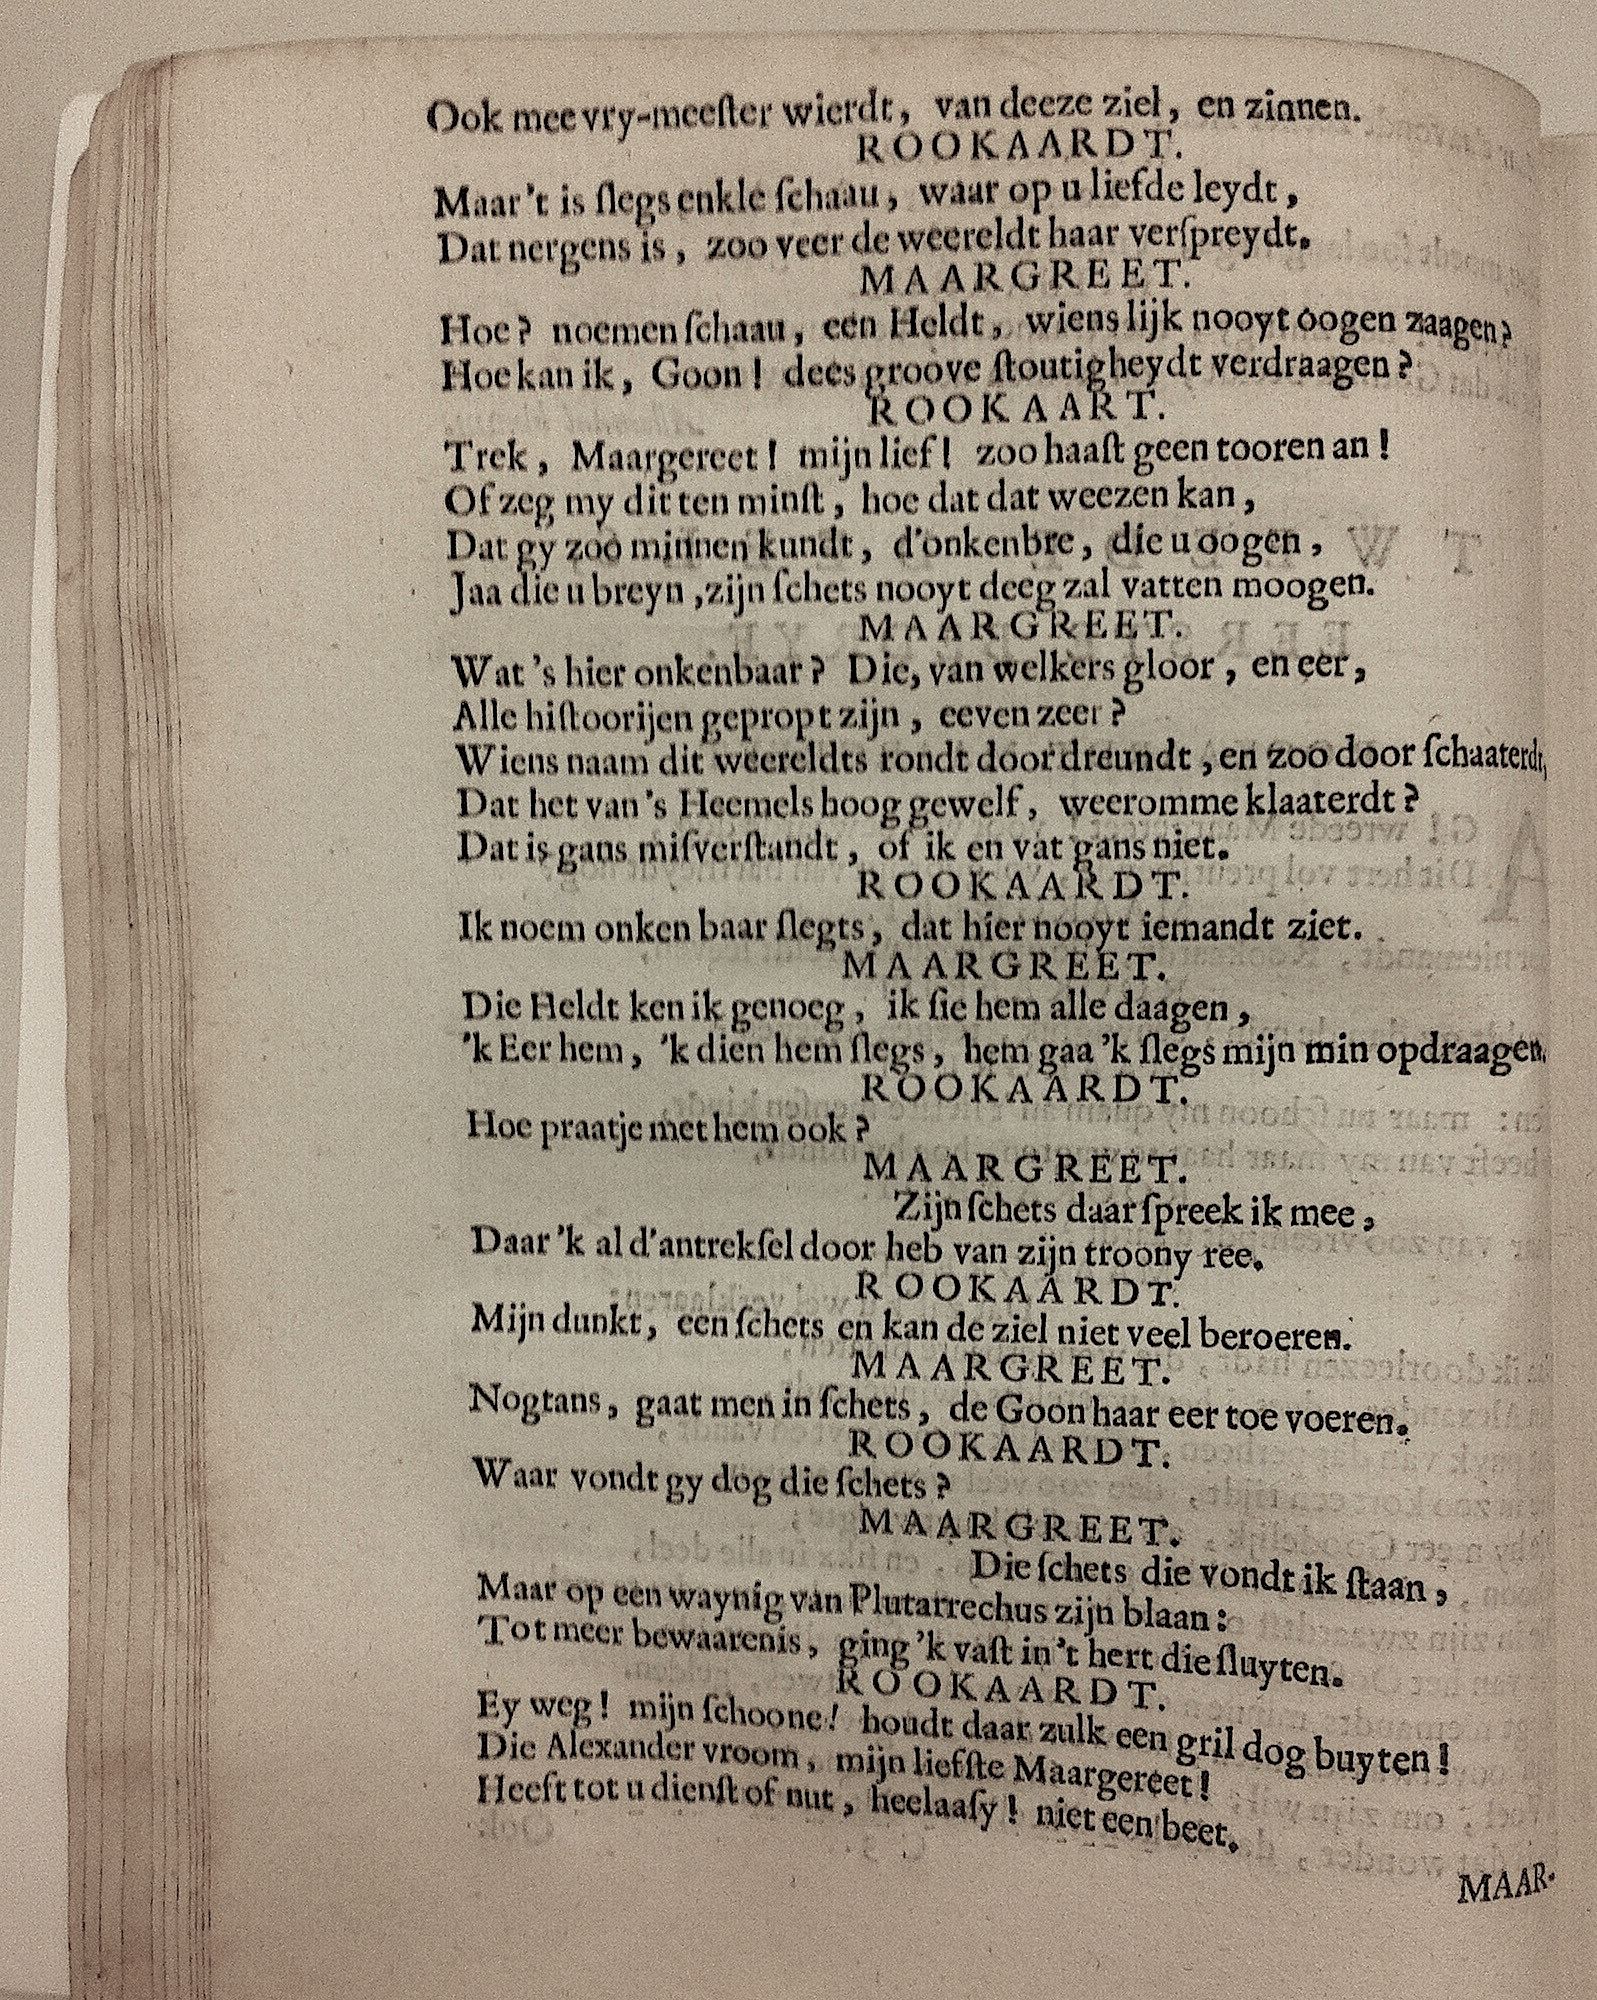 Ook mee vry-meeſter wierdt, van deeze ziel, en zinnen.
ROOKAARDT.
Maar 't is ſlegs enkle ſchaau, waar op u liefde leydt,
Dat nergens is, zoo veer de weereldt haar verſpreydt.
MAARGREET.
Hoe? noemen ſchaau, een Heldt, wiens lijk nooyt oogen zaagen?
Hoe kan ik, Goon! dees groove ſtoutigheydt verdraagen?
ROOKAART.
Trek, Maargereet! mijn lief! zoo haaſt geen tooren an!
Of zeg my dit ten minſt, hoe dat dat weezen kan,
Dat gy zoo minnen kundt, d'onkenbre, die u oogen,
Jaa die u breyn, zijn ſchets nooyt deeg zal vatten moogen.
MAARGREET.
Wat 's hier onkenbaar? Die, van welkers gloor, en eer,
Alle hiſtoorijen gepropt zijn, eeven zeer?
Wiens naam dit weereldts rondt door dreundt, en zoo door ſchaaterdt,
Dat het van 's Heemels hoog gewelf, weeromme klaaterdt?
Dat is gans miſverſtandt, of ik en vat gans niet.
ROOKAARDT.
Ik noem onken baar ſlegts, dat hier nooyt iemandt ziet.
MAARGREET.
Die Heldt ken ik genoeg, ik ſie hem alle daagen,
'k Eer hem, 'k dien hem ſlegs, hem gaa 'k ſlegs mijn min opdraagen.
ROOKAARDT.
Hoe praatje met hem ook?
MAARGREET.
Zijn ſchets daar ſpreek ik mee,
Daar 'k al d'antrekſel door heb van zijn troony ree.
ROOKAARDT.
Mijn dunkt, een ſchets en kan de ziel niet veel beroeren.
MAARGREET.
Nogtans, gaat men in ſchets, de Goon haar eer toe voeren.
ROOKAARDT.
Waar vondt gy dog die ſchets?
MAARGREET.
Die ſchets die vondt ik ſtaan,
Maar op een waynig van Plutarrechus zijn blaan:
Tot meer bewaarenis, ging 'k vaſt in 't hert die ſluyten.
ROOKAARDT.
Ey weg! mijn ſchoone! houdt daar zulk een gril dog buyten!
Die Alexander vroom, mijn liefſte Maargereet!
Heeft tot u dienſt of nut, heelaaſy! niet een beet.
MAAR-